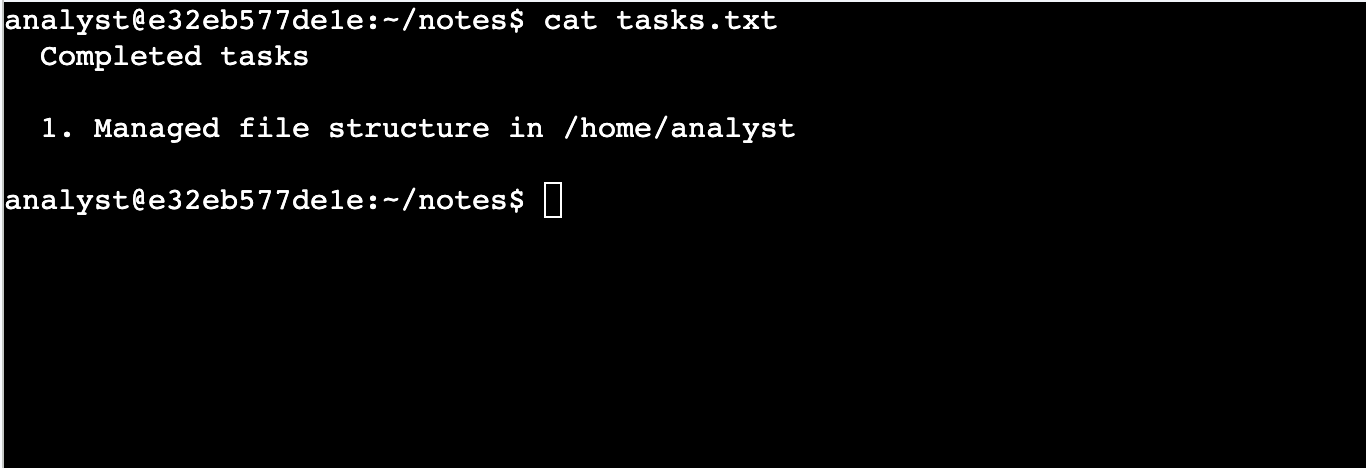 analyst@e32eb577de1e:~/notes$ cat tasks.txt
Completed tasks
1. Managed file structure in /home/analyst
analyst@e32eb577de1e:~/notes$